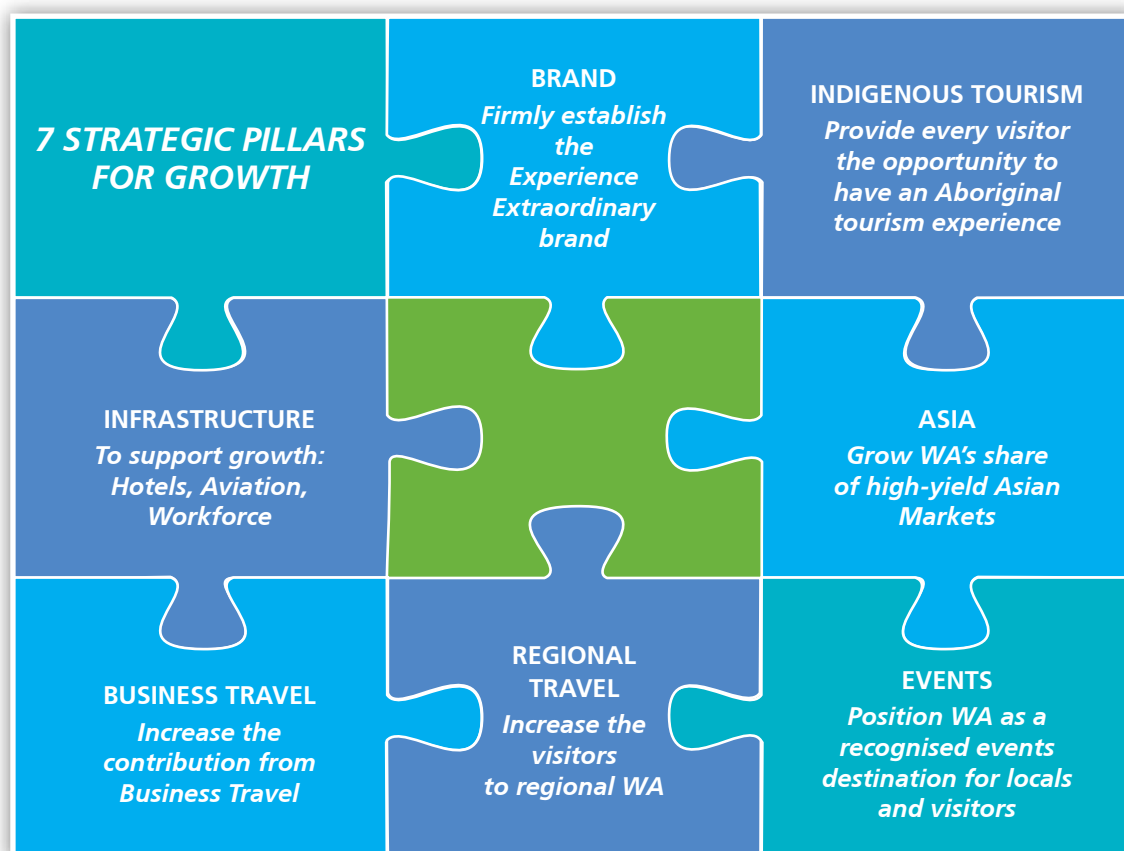 7 STRATEGIC PILLARS
FOR GROWTH
BRAND
Firmly establish
the
Experience
Extraordinary
brand
INDIGENOUS TOURISM
Provide every visitor
the opportunity to
have an Aboriginal
tourism experience
INFRASTRUCTURE
To support growth:
Hotels, Aviation,
Workforce
ASIA
Grow WA's share
of high-yield Asian
Markets
BUSINESS TRAVEL
Increase the
contribution from
Business Travel
REGIONAL
TRAVEL
Increase the
visitors
to regional WA
EVENTS
Position WA as a
recognised events
destination for locals
and visitors